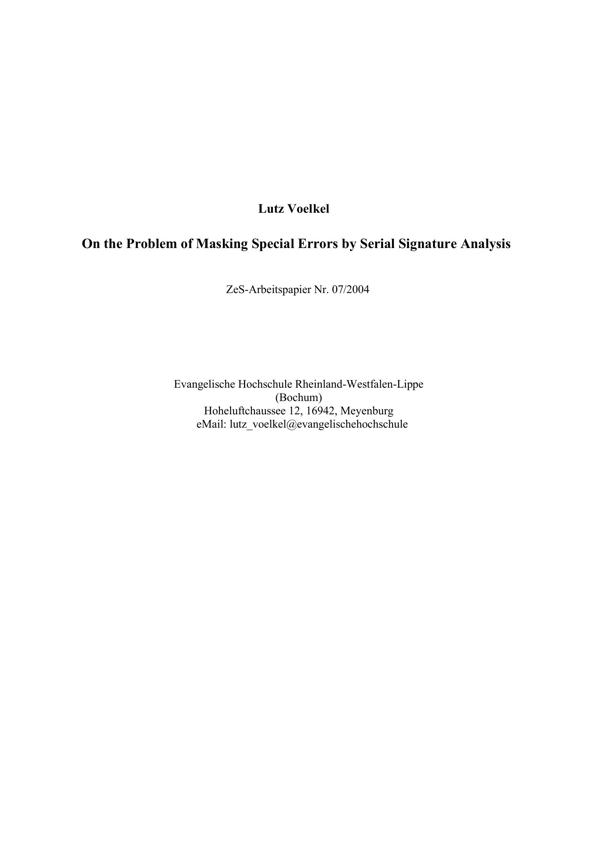 Lutz Voelkel
On the Problem of Masking Special Errors by Serial Signature Analysis
ZeS-Arbeitspapier Nr. 07/2004
Evangelische Hochschule Rheinland-Westfalen-Lippe
(Bochum)
Hoheluftchaussee 12, 16942, Meyenburg
eMail: lutz_voelkel@evangelischehochschule